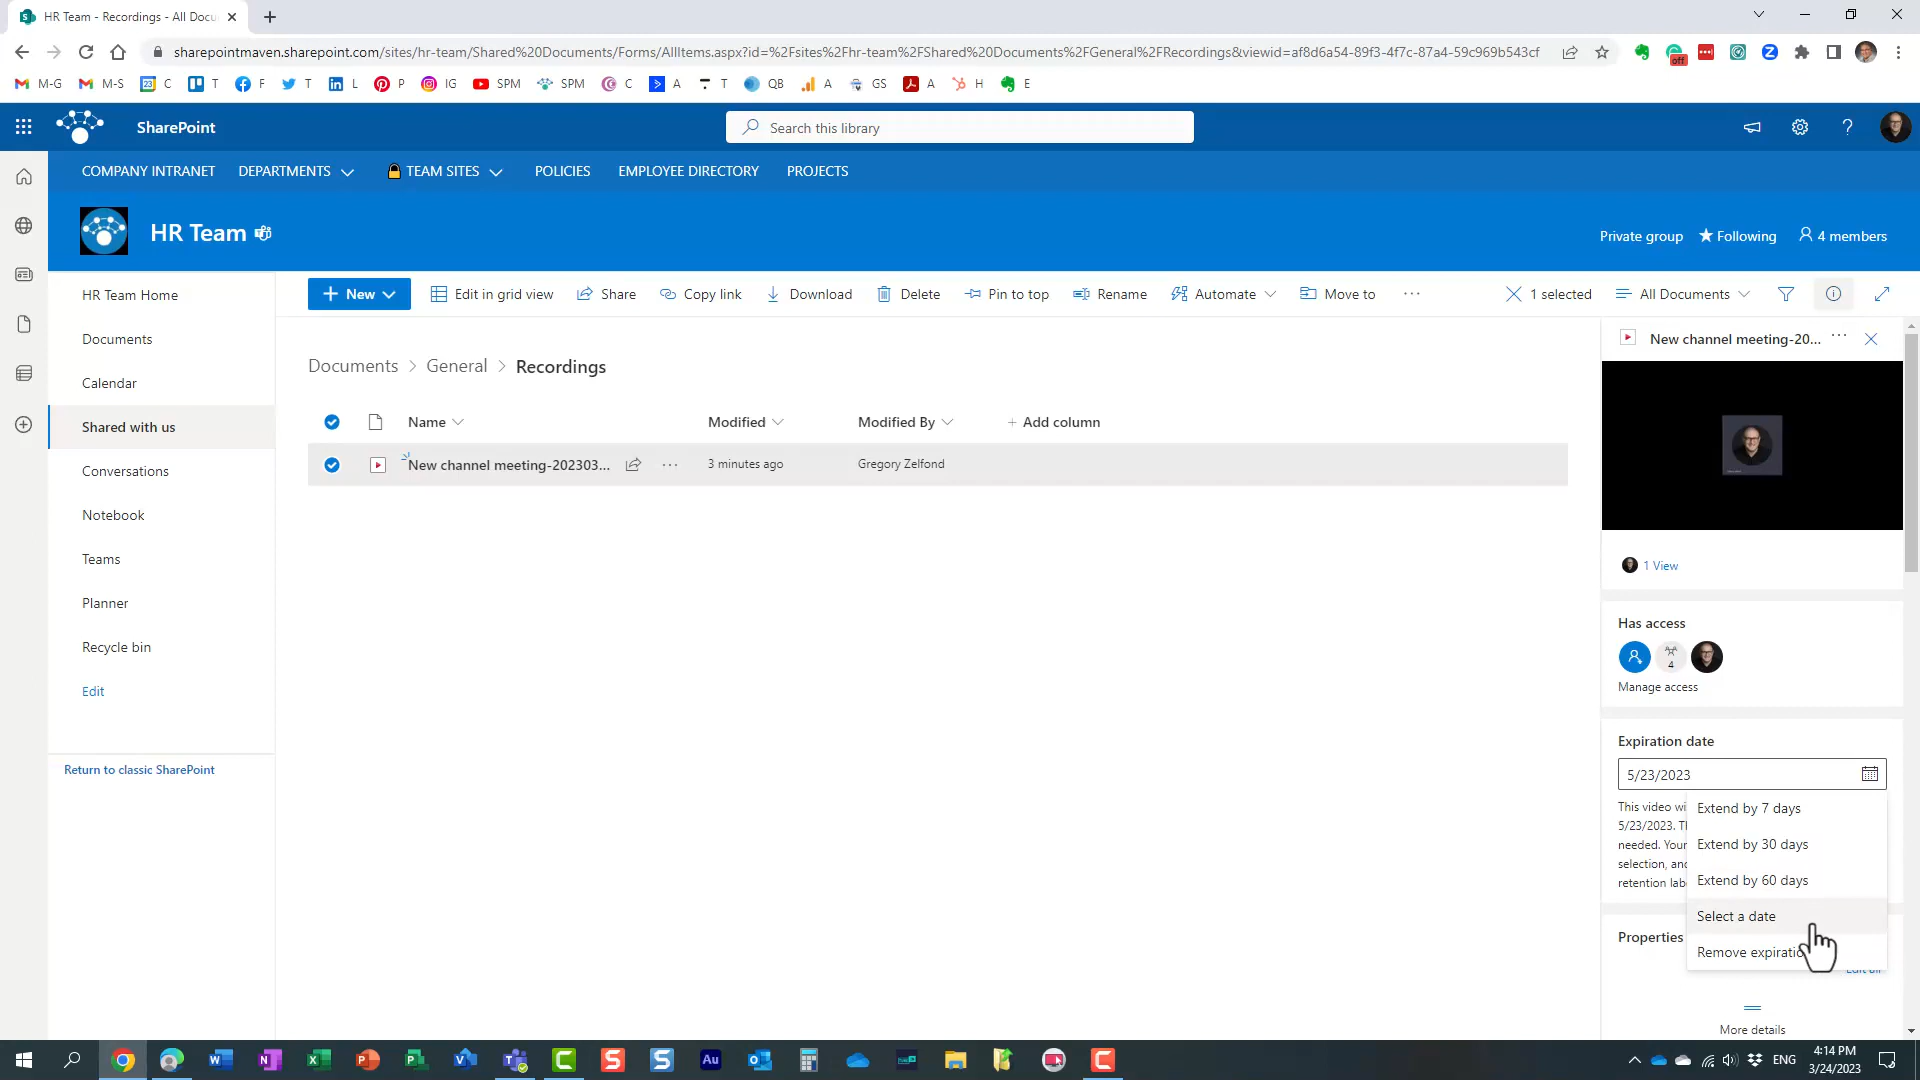 HR Team - Recordings - All Docu
sharepointmaven.sharepoint.com/sites/hr-team/Shared%20Documents/Forms/AllItems.aspx?id=%2Fsites%2Fhr-team%2FShared%20Documents%2FGeneral%2FRecordings&viewid=af8d6a54-89f3-4f7c-87a4-59c969b543cf
off
M-G M-S C T F T L P IG SPM SPM C A T QB A GS A H E
SharePoint
Search this library
COMPANY INTRANET DEPARTMENTS TEAM SITES POLICIES EMPLOYEE DIRECTORY PROJECTS
HR Team
Private group Following 4 members
HR Team Home
Documents
Calendar
Shared with us
Conversations
Notebook
Teams
Planner
Recycle bin
Edit
Return to classic SharePoint
New Edit in grid view Share Copy link Download Delete Pin to top Rename Automate Move to ··· 1 selected All Documents
Documents > General > Recordings
Name Modified Modified By + Add column
New channel meeting-202303... 3 minutes ago Gregory Zelfond
New channel meeting-20...
1 View
Has access
4
Manage access
Expiration date
5/23/2023
This video wi
5/23/2023. T
needed. Your
selection, and
retention lab
Extend by 7 days
Extend by 30 days
Extend by 60 days
Select a date
Remove expiratio
Properties
Edit all
More details
ENG
4:14 PM
3/24/2023